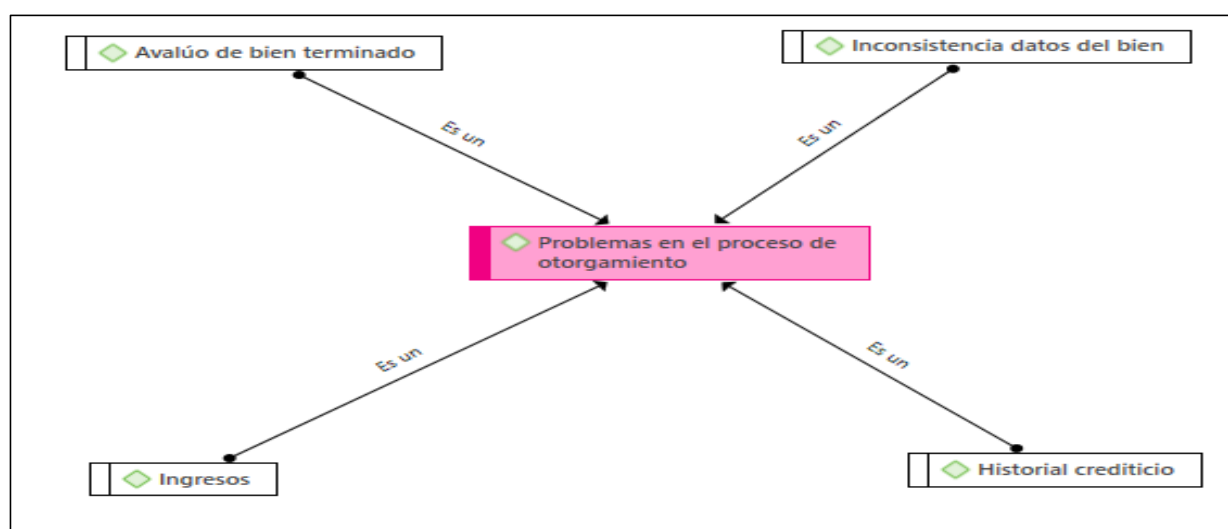 Avalúo de bien terminado
Inconsistencia datos del bien
Es un
Es un
Problemas en el proceso de
otorgamiento
Es un
Es un
Ingresos
Historial crediticio